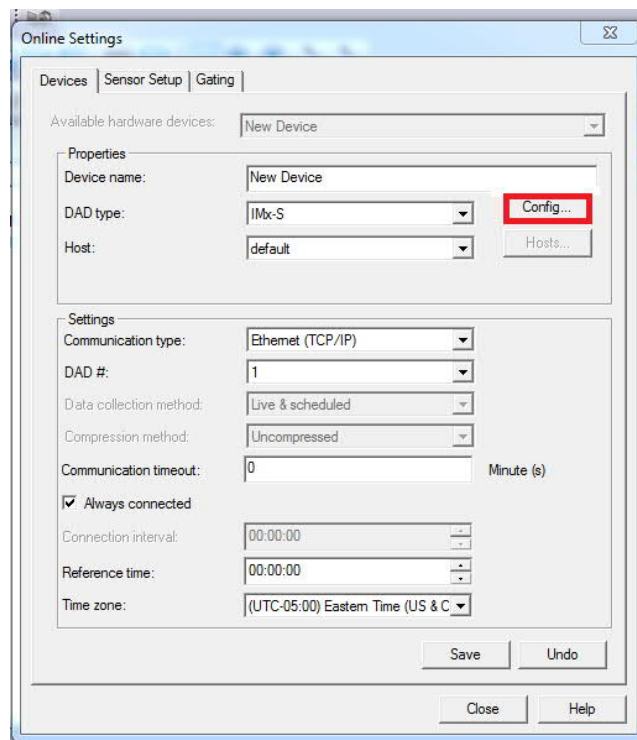 Online Settings
Devices Sensor Setup Gating
Available hardware devices: New Device
Properties
Device name: New Device
DAD type: IMx-S Config...
Host: default Hosts...
Settings
Communication type: Ethernet (TCP/IP)
DAD #: 1
Data collection method: Live & scheduled
Compression method: Uncompressed
Communication timeout: 0 Minute (s)
Always connected
Connection interval: 00:00:00
Reference time: 00:00:00
Time zone: (UTC-05:00) Eastern Time (US & C
Save Undo
Close Help